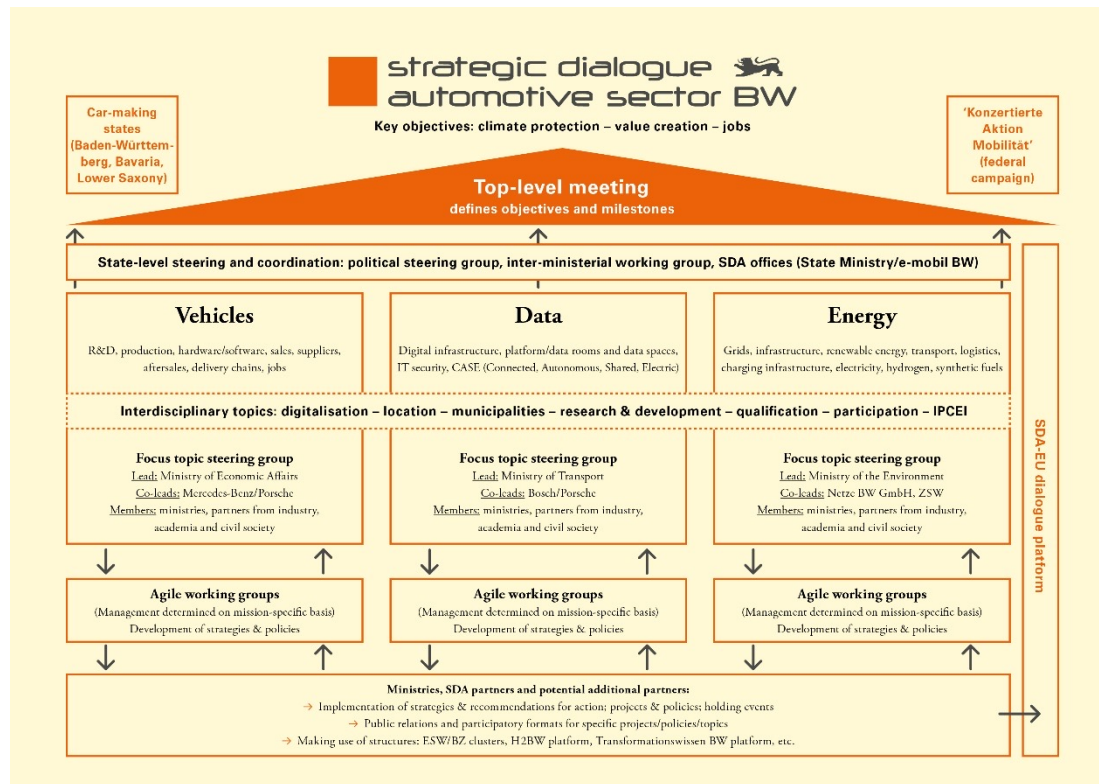 strategic dialogue
automotive sector BW
Key objectives: climate protection – value creation – jobs
Car-making
states
(Baden-Württem-
berg, Bavaria,
Lower Saxony)
'Konzertierte
Aktion
Mobilität'
(federal
campaign)
Top-level meeting
defines objectives and milestones
State-level steering and coordination: political steering group, inter-ministerial working group, SDA offices (State Ministry/e-mobil BW)
Vehicles
R&D, production, hardware/software, sales, suppliers,
aftersales, delivery chains, jobs
Data
Digital infrastructure, platform/data rooms and data spaces,
IT security, CASE (Connected, Autonomous, Shared, Electric)
Energy
Grids, infrastructure, renewable energy, transport, logistics,
charging infrastructure, electricity, hydrogen, synthetic fuels
Interdisciplinary topics: digitalisation – location – municipalities – research & development – qualification – participation – IPCEI
Focus topic steering group
Lead: Ministry of Economic Affairs
Co-leads: Mercedes-Benz/Porsche
Members: ministries, partners from industry,
academia and civil society
Focus topic steering group
Lead: Ministry of Transport
Co-leads: Bosch/Porsche
Members: ministries, partners from industry,
academia and civil society
Focus topic steering group
Lead: Ministry of the Environment
Co-leads: Netze BW GmbH, ZSW
Members: ministries, partners from industry,
academia and civil society
Agile working groups
(Management determined on mission-specific basis)
Development of strategies & policies
Agile working groups
(Management determined on mission-specific basis)
Development of strategies & policies
Agile working groups
(Management determined on mission-specific basis)
Development of strategies & policies
Ministries, SDA partners and potential additional partners:
→ Implementation of strategies & recommendations for action; projects & policies; holding events
→ Public relations and participatory formats for specific projects/policies/topics
→ Making use of structures: ESW/BZ clusters, H2BW platform, Transformationswissen BW platform, etc.
SDA-EU dialogue platform